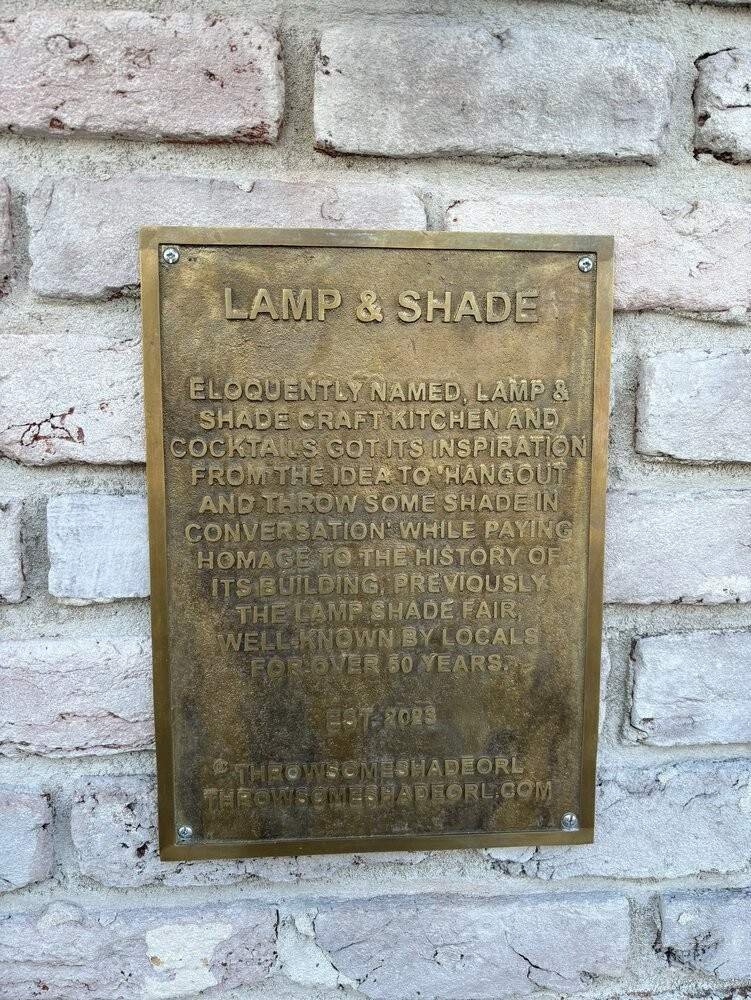 LAMP & SHADE
ELOQUENTLY NAMED, LAMP &
SHADE CRAFT KITCHEN AND
COCKTAILS GOT ITS INSPIRATION
FROM THE IDEA TO 'HANGOUT
AND THROW SOME SHADE IN
CONVERSATION' WHILE PAYING
HOMAGE TO THE HISTORY OF
ITS BUILDING, PREVIOUSLY
THE LAMP SHADE FAIR,
WELL-KNOWN BY LOCALS
FOR OVER 50 YEARS.
EST. 2023
@THROWSOMESHADEORL
THROWSOMESHADEORL.COM